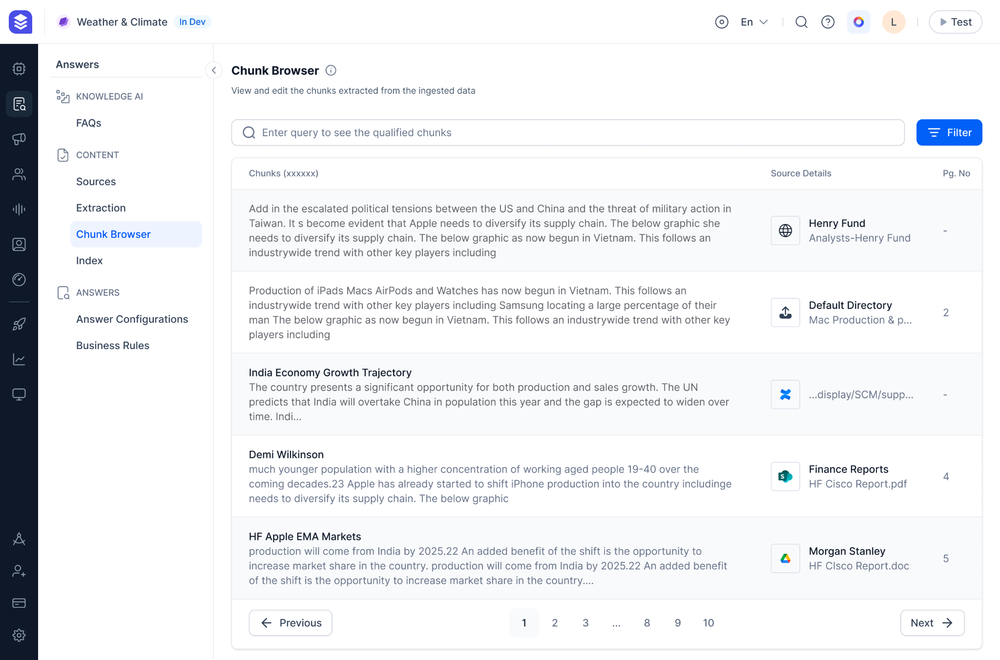 Weather & Climate In Dev En L Test
Answers
KNOWLEDGE AI
FAQs
CONTENT
Sources
Extraction
Chunk Browser
Index
ANSWERS
Answer Configurations
Business Rules
Chunk Browser
View and edit the chunks extracted from the ingested data
Enter query to see the qualified chunks
Filter
Chunks (xxxxxx) Source Details Pg. No
Add in the escalated political tensions between the US and China and the threat of military action in
Taiwan. It s become evident that Apple needs to diversify its supply chain. The below graphic she
needs to diversify its supply chain. The below graphic as now begun in Vietnam. This follows an
industrywide trend with other key players including
Henry Fund
Analysts-Henry Fund
-
Production of iPads Macs AirPods and Watches has now begun in Vietnam. This follows an
industrywide trend with other key players including Samsung locating a large percentage of their
man The below graphic as now begun in Vietnam. This follows an industrywide trend with other key
players including
Default Directory
Mac Production & p...
2
India Economy Growth Trajectory
The country presents a significant opportunity for both production and sales growth. The UN
predicts that India will overtake China in population this year and the gap is expected to widen over
time. Indi...
...display/SCM/supp...
-
Demi Wilkinson
much younger population with a higher concentration of working aged people 19-40 over the
coming decades.23 Apple has already started to shift iPhone production into the country includinge
needs to diversify its supply chain. The below graphic
S
Finance Reports
HF Cisco Report.pdf
4
HF Apple EMA Markets
production will come from India by 2025.22 An added benefit of the shift is the opportunity to
increase market share in the country. production will come from India by 2025.22 An added benefit
of the shift is the opportunity to increase market share in the country....
Morgan Stanley
HF CIsco Report.doc
5
Previous 1 2 3 ... 8 9 10 Next